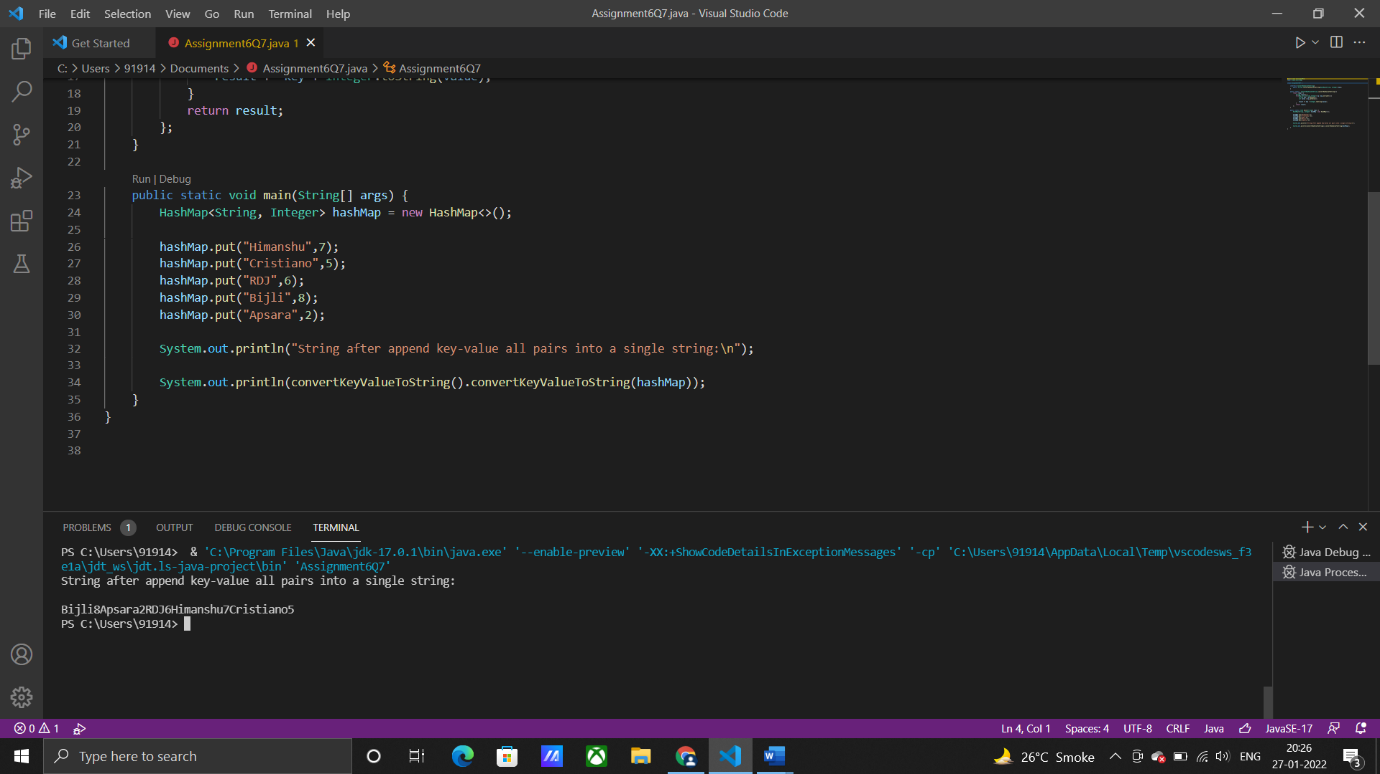 File Edit Selection View Go Run Terminal Help
Assignment6Q7.java - Visual Studio Code
Get Started
Assignment6Q7.java 1
C: > Users > 91914 > Documents > Assignment6Q7.java > Assignment6Q7
18 }
19 return result;
20 };
21 }
22
Run | Debug
23 public static void main(String[] args) {
24 HashMap<String, Integer> hashMap = new HashMap<>();
25
26 hashMap.put("Himanshu",7);
27 hashMap.put("Cristiano",5);
28 hashMap.put("RDJ",6);
29 hashMap.put("Bijli",8);
30 hashMap.put("Apsara",2);
31
32 System.out.println("String after append key-value all pairs into a single string:\n");
33
34 System.out.println(convertKeyValueToString().convertKeyValueToString(hashMap));
35 }
36 }
37
38
PROBLEMS 1 OUTPUT DEBUG CONSOLE TERMINAL
PS C:\Users\91914> & 'C:\Program Files\Java\jdk-17.0.1\bin\java.exe' '--enable-preview' '-XX:+ShowCodeDetailsInExceptionMessages' '-cp' 'C:\Users\91914\AppData\Local\Temp\vscodesws_f3
e1a\jdt_ws\jdt.ls-java-project\bin' 'Assignment6Q7'
String after append key-value all pairs into a single string:
Bijli8Apsara2RDJ6Himanshu7Cristiano5
PS C:\Users\91914>
Java Debug ...
Java Proces...
0 1
Ln 4, Col 1 Spaces: 4 UTF-8 CRLF Java JavaSE-17
Type here to search
26°C Smoke
ENG
20:26
27-01-2022
3